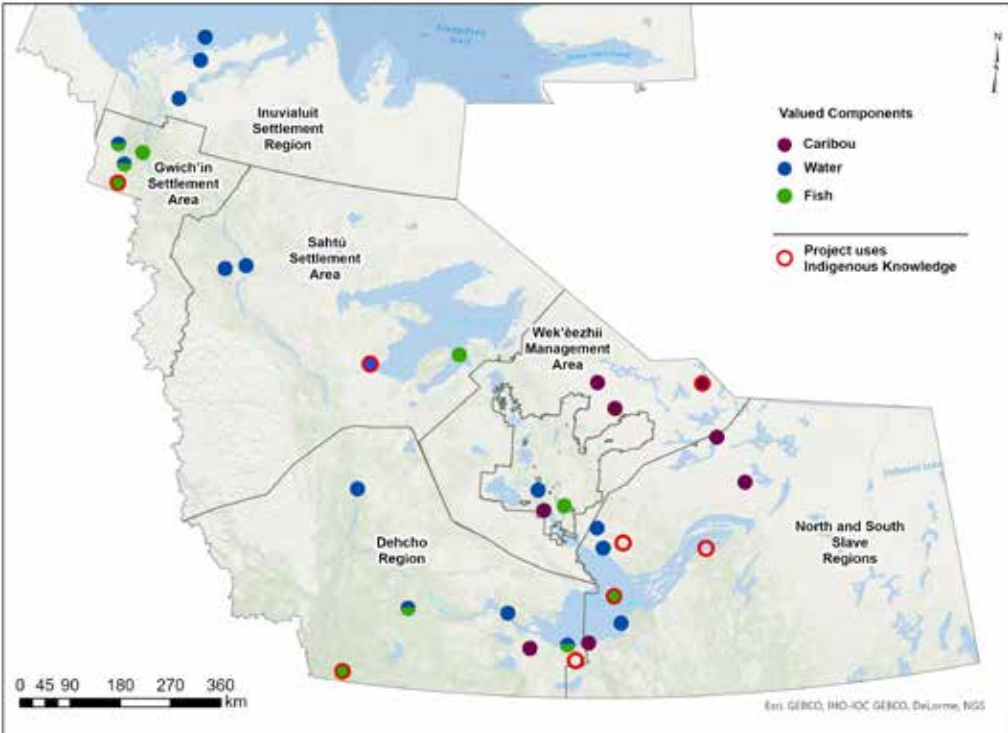 Amundsen
Gulf
N
Inuvialuit
Settlement
Region
Valued Components
Caribou
Water
Fish
Project uses
Indigenous Knowledge
Gwich'in
Settlement
Area
Sahtú
Settlement
Area
Wek'èezhìi
Management
Area
Dehcho
Region
North and South
Slave
Regions
0 45 90 180 270 360
km
Esri, GEBCO, IHO-IOC GEBCO, DeLorme, NGS